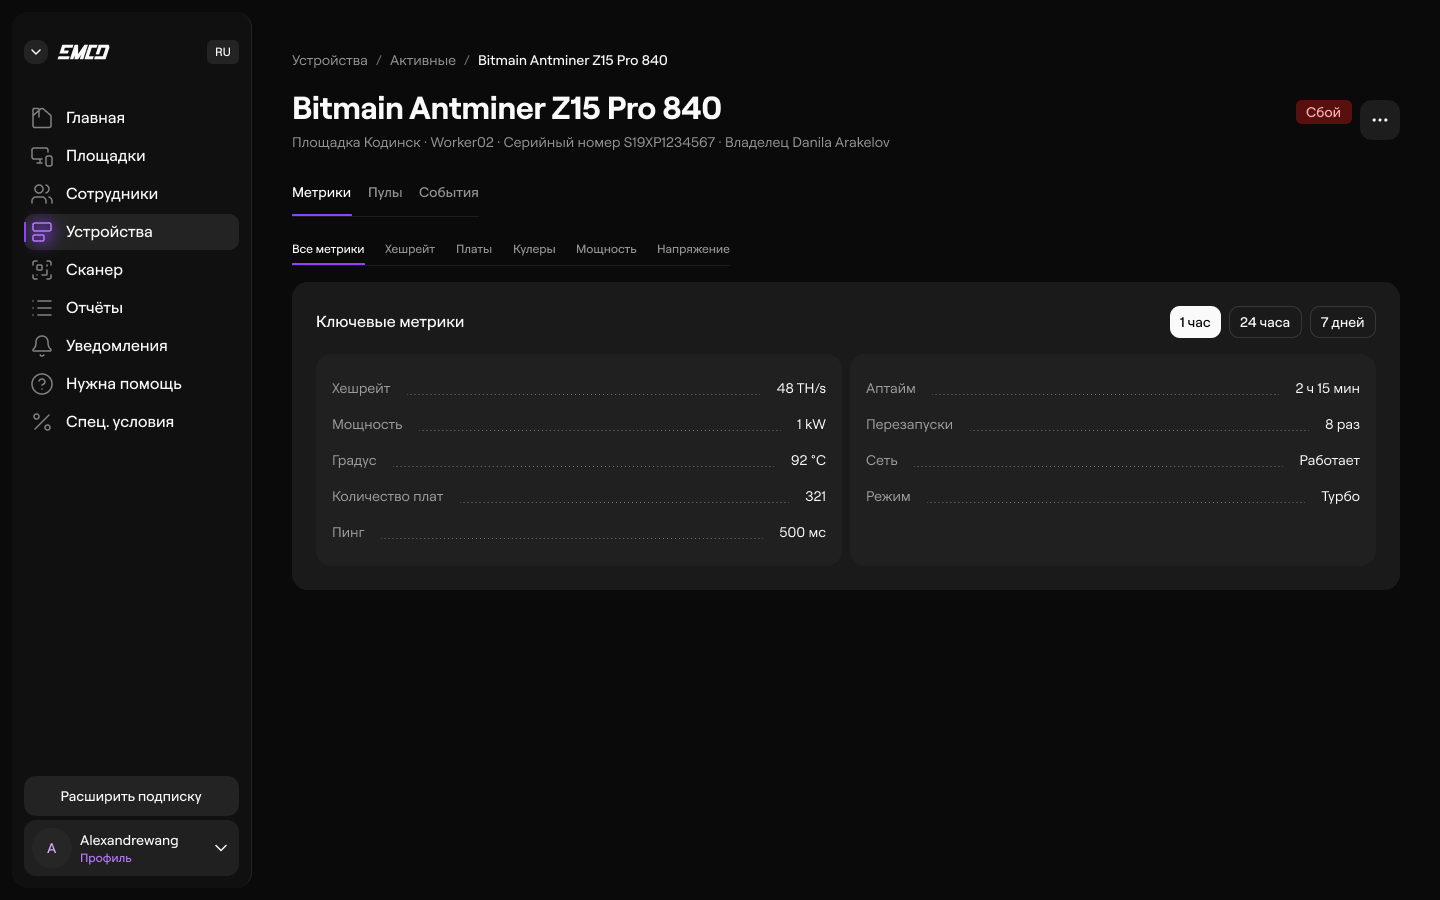 EMCD
RU
Главная
Площадки
Сотрудники
Устройства
Сканер
Отчёты
Уведомления
Нужна помощь
Спец. условия
Расширить подписку
A
Alexandrewang
Профиль
Устройства / Активные / Bitmain Antminer Z15 Pro 840
Bitmain Antminer Z15 Pro 840
Сбой
Площадка Кодинск · Worker02 · Серийный номер S19XP1234567 · Владелец Danila Arakelov
Метрики Пулы События
Все метрики Хешрейт Платы Кулеры Мощность Напряжение
Ключевые метрики
1 час 24 часа 7 дней
Хешрейт 48 TH/s
Мощность 1 kW
Градус 92 °C
Количество плат 321
Пинг 500 мс
Аптайм 2 ч 15 мин
Перезапуски 8 раз
Сеть Работает
Режим Турбо